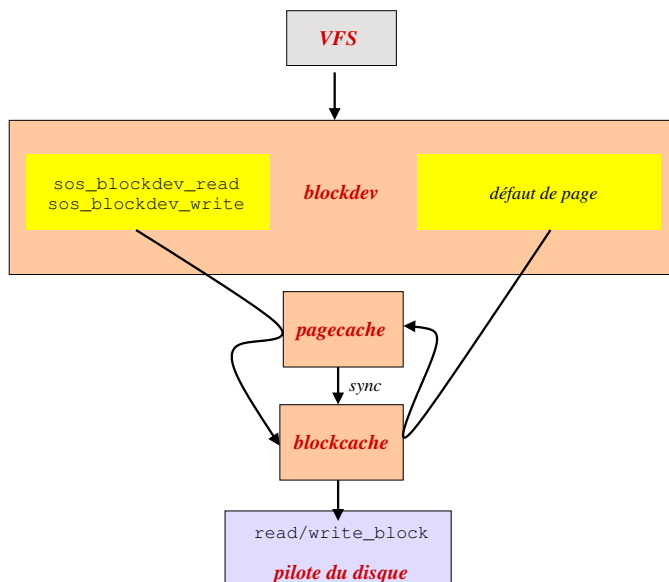 VFS
sos_blockdev_read
sos_blockdev_write
blockdev
défaut de page
pagecache
sync
blockcache
read/write_block
pilote du disque